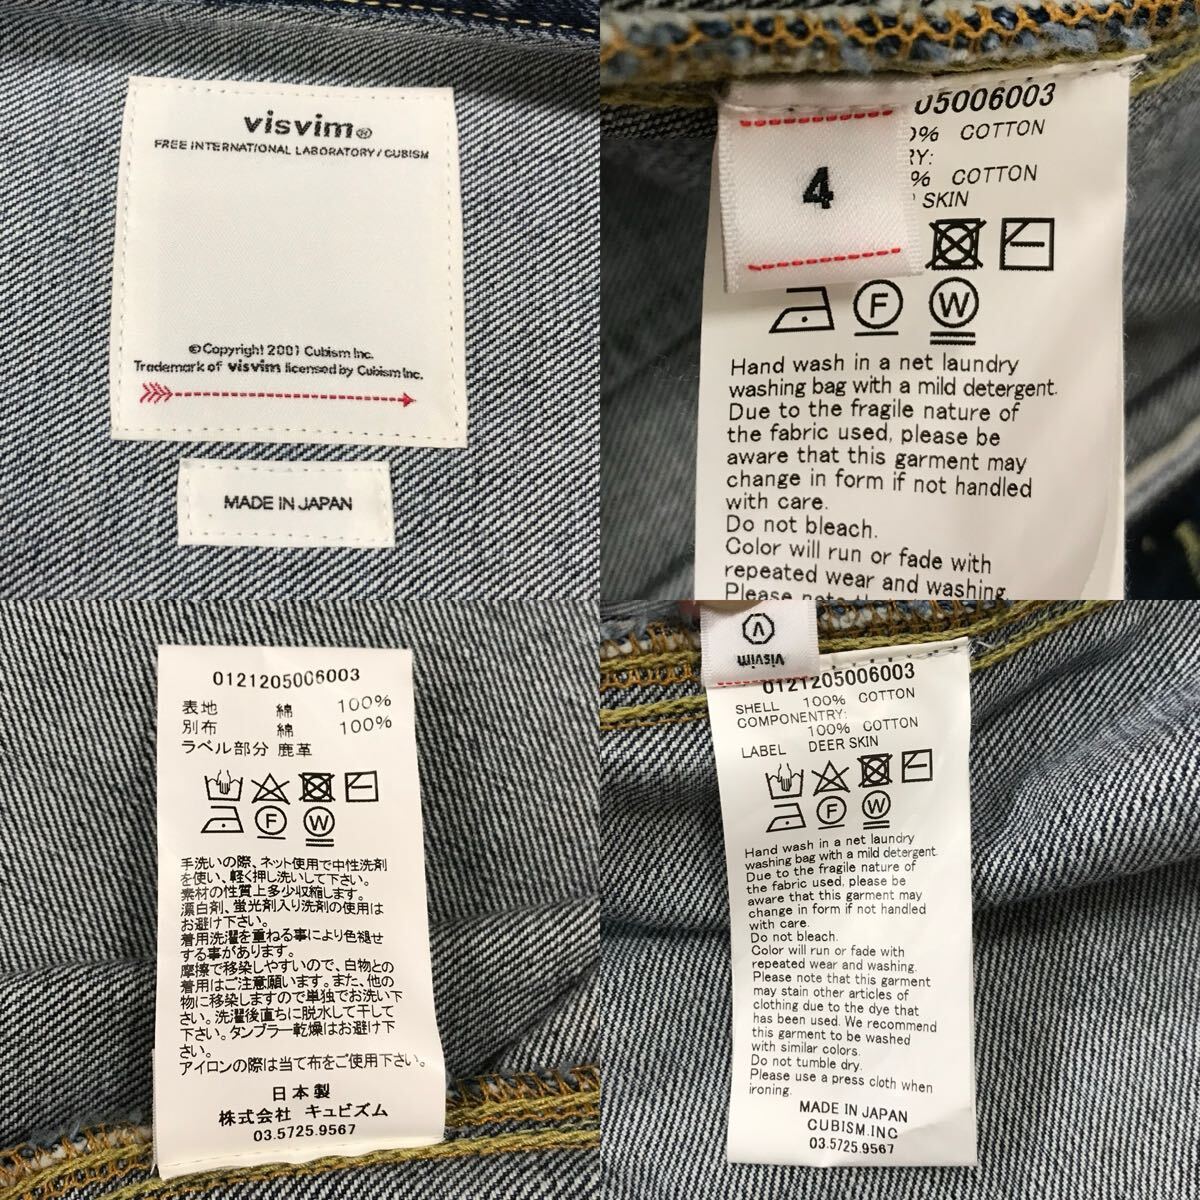 visvim®
FREE INTERNATIONAL LABORATORY / CUBISM
©Copyright 2001 Cubism Inc.
Trademark of visvim licensed by Cubism Inc.
MADE IN JAPAN
4
05006003
% COTTON
RY:
% COTTON
SKIN
F
W
Hand wash in a net laundry
washing bag with a mild detergent.
Due to the fragile nature of
the fabric used, please be
aware that this garment may
change in form if not handled
with care.
Do not bleach.
Color will run or fade with
repeated wear and washing.
Please note
0121205006003
表地 綿 100%
別布 綿 100%
ラベル部分 鹿革
F
W
手洗いの際、ネット使用で中性洗剤
を使い、軽く押し洗いして下さい。
素材の性質上多少収縮します。
漂白剤、蛍光剤入り洗剤の使用は
お避け下さい。
着用洗濯を重ねる事により色褪せ
する事があります。
摩擦で移染しやすいので、白物との
着用はご注意願います。また、他の
物に移染しますので単独でお洗い下
さい。洗濯後直ちに脱水して干して
下さい。タンブラー乾燥はお避け下
さい。
アイロンの際は当て布をご使用下さい。
日本製
株式会社 キュビズム
03.5725.9567
visvim
0121205006003
SHELL 100% COTTON
COMPONENTRY:
100% COTTON
LABEL DEER SKIN
F
W
Hand wash in a net laundry
washing bag with a mild detergent.
Due to the fragile nature of
the fabric used, please be
aware that this garment may
change in form if not handled
with care.
Do not bleach.
Color will run or fade with
repeated wear and washing.
Please note that this garment
may stain other articles of
clothing due to the dye that
has been used. We recommend
this garment to be washed
with similar colors.
Do not tumble dry.
Please use a press cloth when
ironing.
MADE IN JAPAN
CUBISM.INC
03.5725.9567